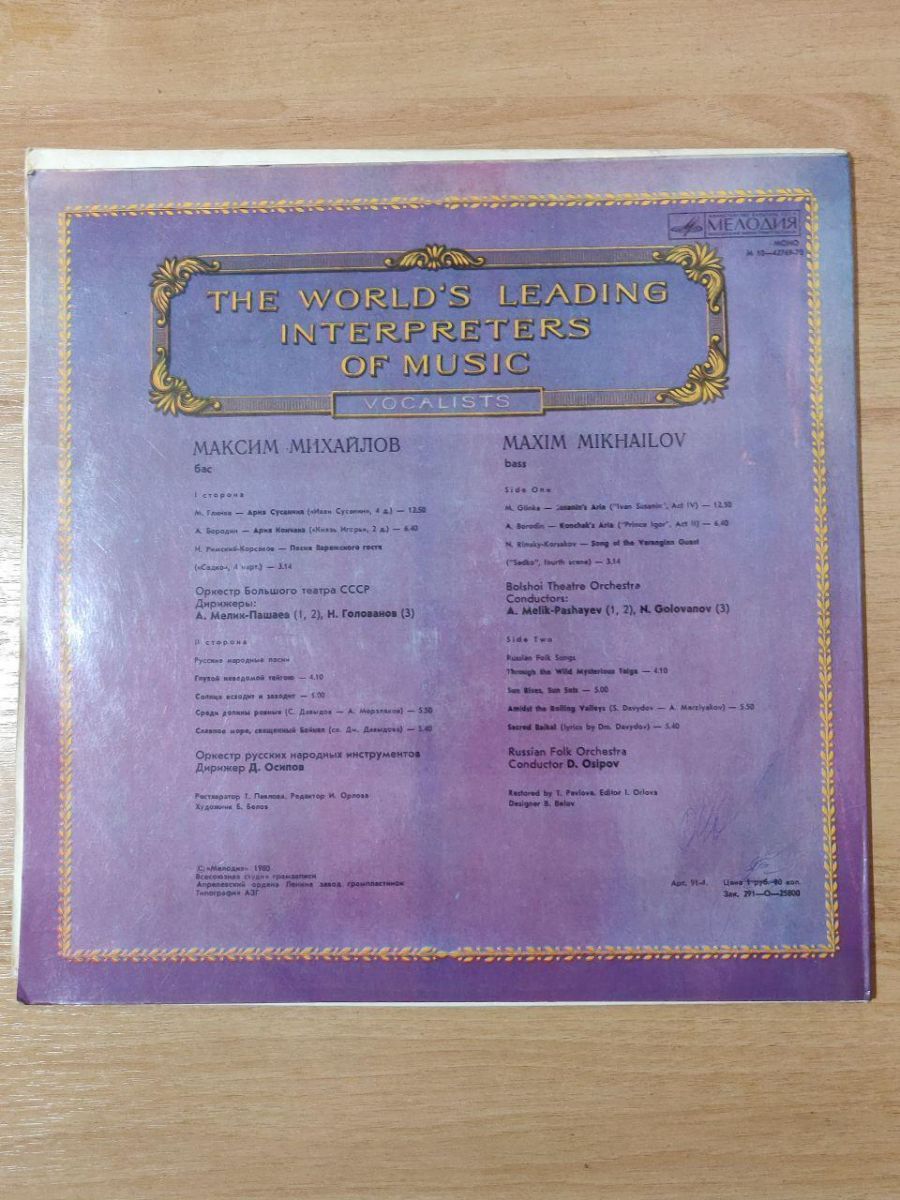 МЕЛОДИЯ
МОНО
М 10—42769-70
THE WORLD'S LEADING
INTERPRETERS
OF MUSIC
VOCALISTS
МАКСИМ МИХАЙЛОВ
бас
I сторона
М. Глинка — Ария Сусанина («Иван Сусанин», 4 д.) — 12.50
А. Бородин — Ария Кончака («Князь Игорь», 2 д.) — 6.40
Н. Римский-Корсаков — Песня Варяжского гостя
(«Садко», 4 карт.) — 3.14
Оркестр Большого театра СССР
Дирижеры:
А. Мелик-Пашаев (1, 2), Н. Голованов (3)
II сторона
Русские народные песни
Глухой неведомой тайгою — 4.10
Солнце всходит и заходит — 5.00
Среди долины ровныя (С. Давыдов — А. Мерзляков) — 5.50
Славное море, священный Байкал (сл. Дм. Давыдова) — 5.40
Оркестр русских народных инструментов
Дирижер Д. Осипов
Реставратор Т. Павлова, Редактор И. Орлова
Художник Б. Белов
MAXIM MIKHAILOV
bass
Side One
M. Glinka — Susanin's Aria ("Ivan Susanin", Act IV) — 12.50
A. Borodin — Konchak's Aria ("Prince Igor", Act II) — 6.40
N. Rimsky-Korsakov — Song of the Varangian Guest
("Sadko", fourth scene) — 3.14
Bolshoi Theatre Orchestra
Conductors:
A. Melik-Pashayev (1, 2), N. Golovanov (3)
Side Two
Russian Folk Songs
Through the Wild Mysterious Taiga — 4.10
Sun Rises, Sun Sets — 5.00
Amidst the Rolling Valleys (S. Davydov — A. Merzlyakov) — 5.50
Sacred Baikal (lyrics by Dm. Davydov) — 5.40
Russian Folk Orchestra
Conductor D. Osipov
Restored by T. Pavlova, Editor I. Orlova
Designer B. Belov
(С) «Мелодия» 1980
Всесоюзная студия грамзаписи
Апрелевский ордена Ленина завод грампластинок
Типография АЗГ
Арт. 91-4. Цена 1 руб. 90 коп.
Зак. 291—О—25800